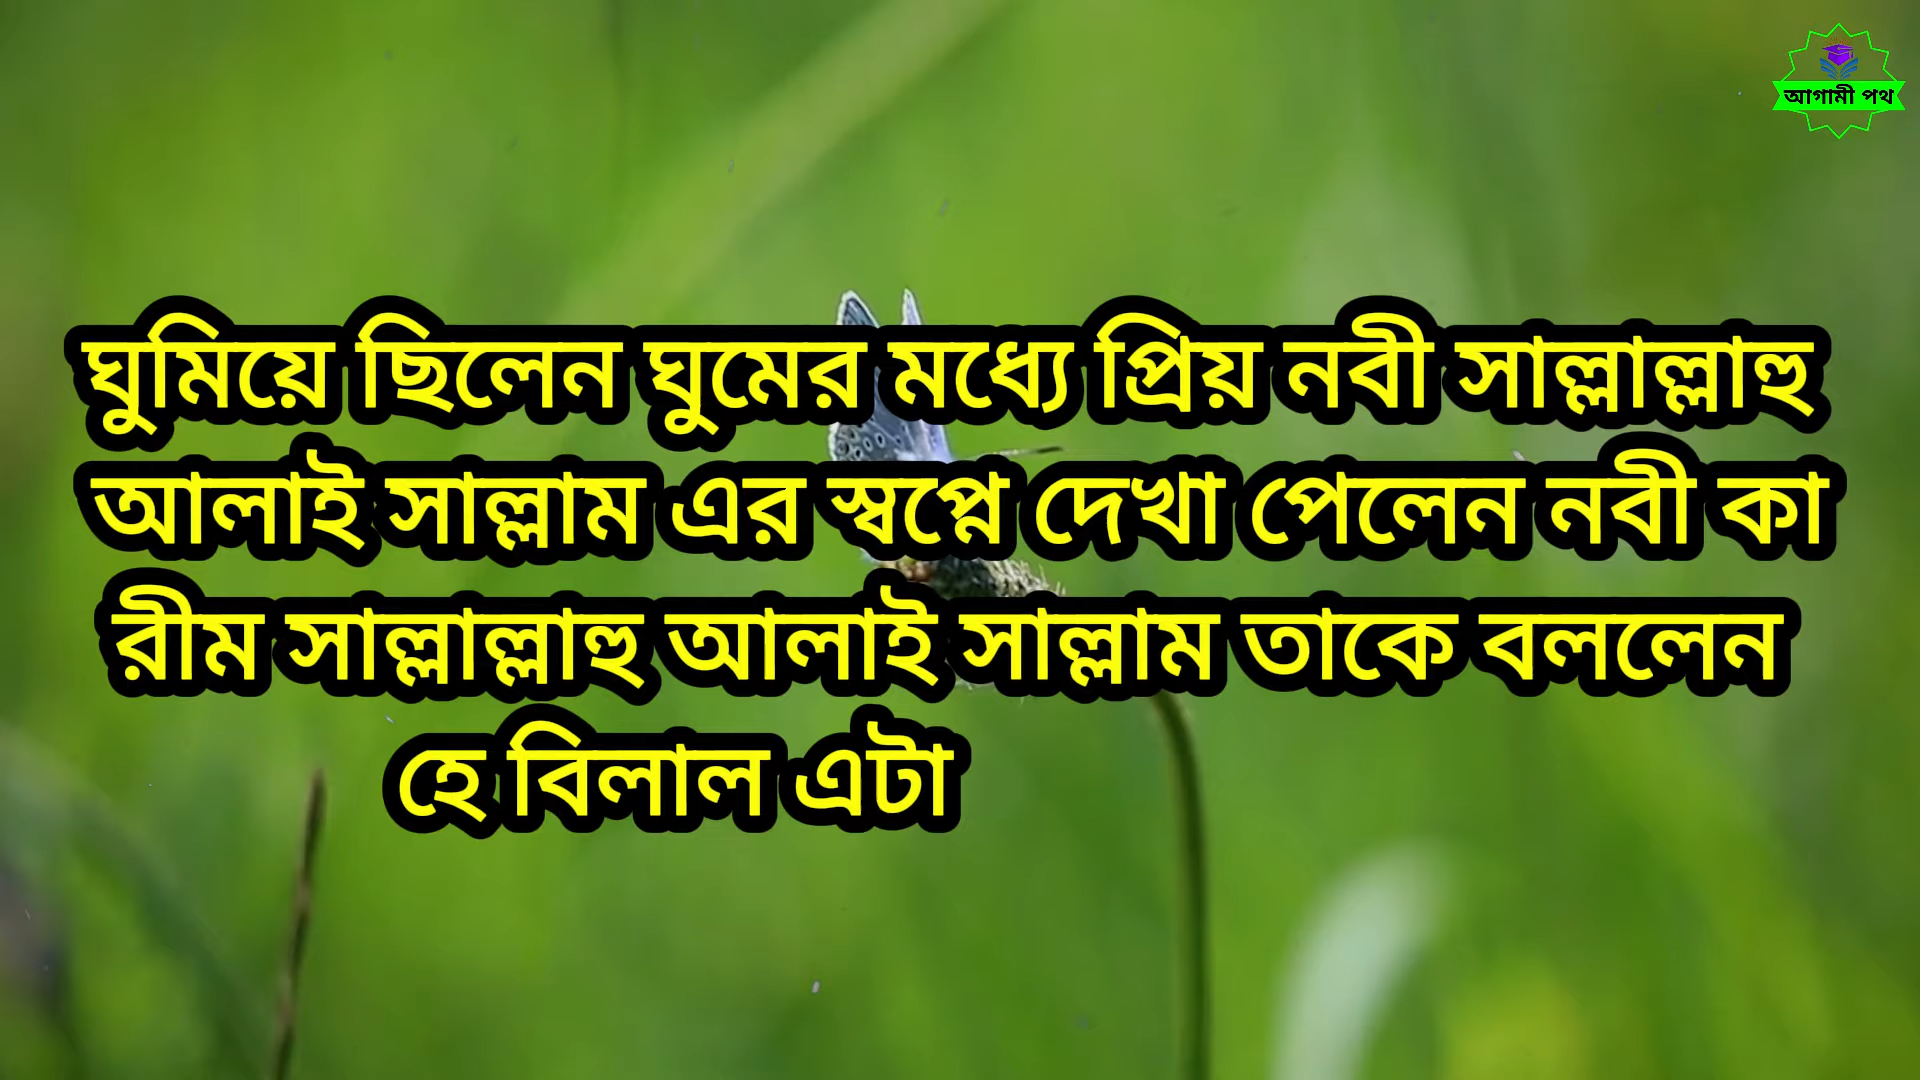 আগামী পথ
ঘুমিয়ে ছিলেন ঘুমের মধ্যে প্রিয় নবী সাল্লাল্লাহু
আলাই সাল্লাম এর স্বপ্নে দেখা পেলেন নবী কা
রীম সাল্লাল্লাহু আলাই সাল্লাম তাকে বললেন
হে বিলাল এটা